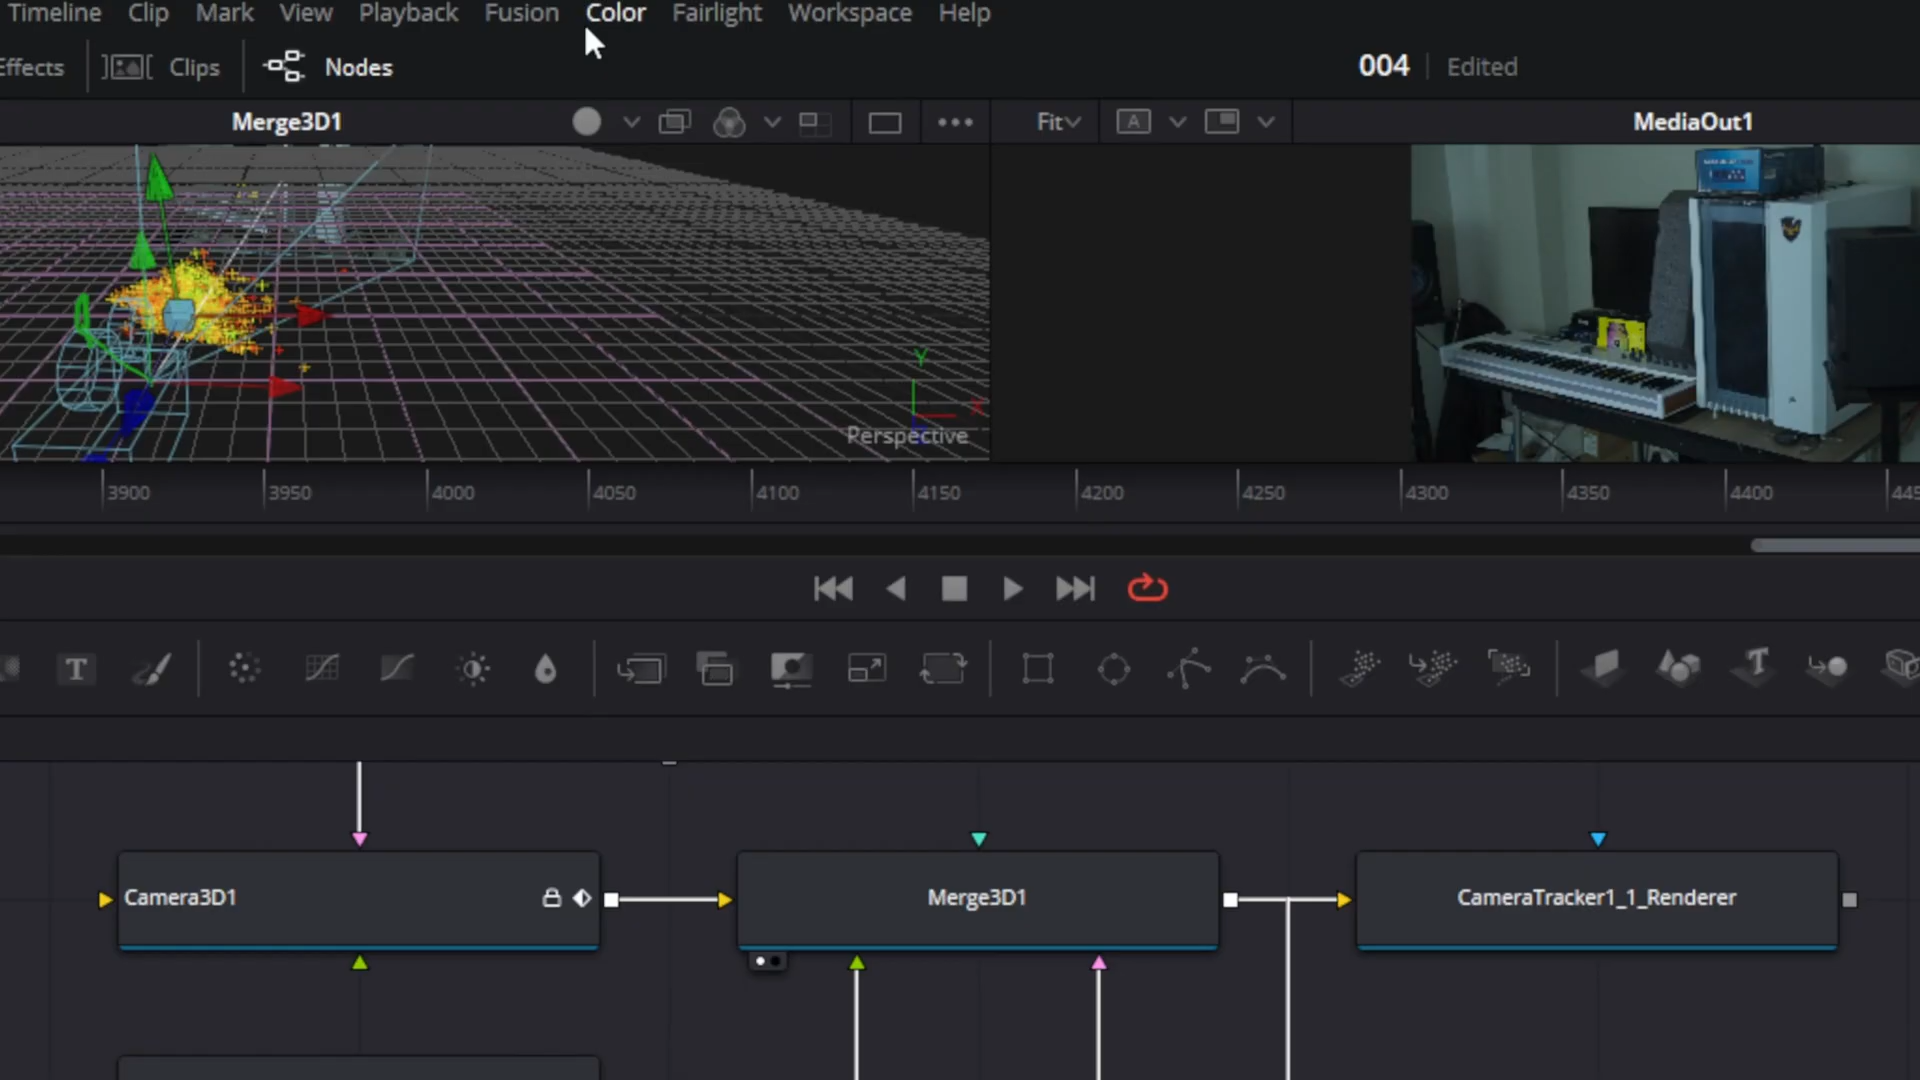 Timeline Clip Mark View Playback Fusion Color Fairlight Workspace Help
Effects Clips Nodes 004 Edited
Merge3D1 Fit A MediaOut1
Y
X
Perspective
3900 3950 4000 4050 4100 4150 4200 4250 4300 4350 4400 445
T T
Camera3D1 Merge3D1 CameraTracker1_1_Renderer